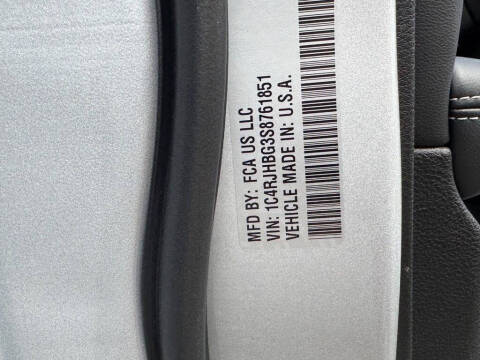 MFD BY: FCA US LLC
VIN: 1C4RJHBG3S8761851
VEHICLE MADE IN: U.S.A.